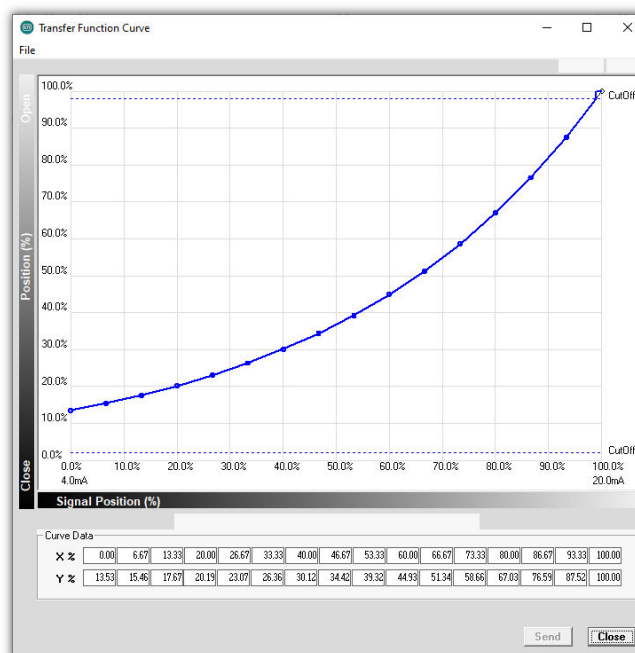 Transfer Function Curve
File
Open
Position (%)
Close
100.0%
90.0%
80.0%
70.0%
60.0%
50.0%
40.0%
30.0%
20.0%
10.0%
0.0%
CutOff
CutOff
0.0% 10.0% 20.0% 30.0% 40.0% 50.0% 60.0% 70.0% 80.0% 90.0% 100.0%
4.0mA 20.0mA
Signal Position (%)
Curve Data
X % 0.00 6.67 13.33 20.00 26.67 33.33 40.00 46.67 53.33 60.00 66.67 73.33 80.00 86.67 93.33 100.00
Y % 13.53 15.46 17.67 20.19 23.07 26.36 30.12 34.42 39.32 44.93 51.34 58.66 67.03 76.59 87.52 100.00
Send Close